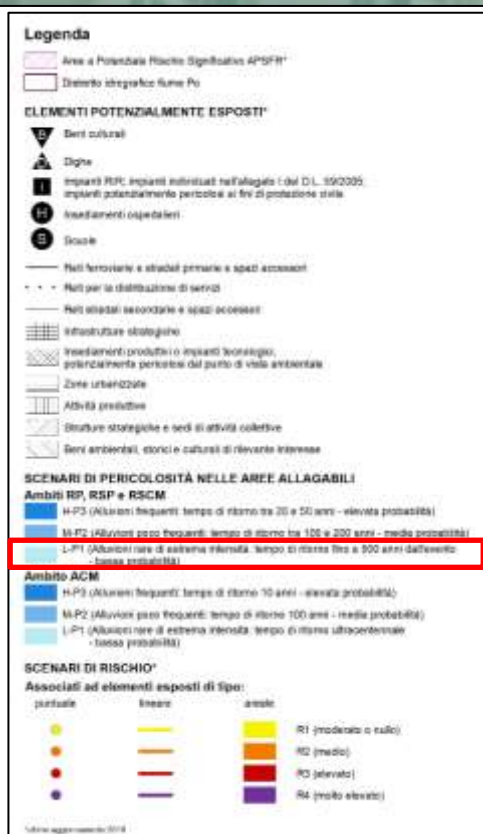 Legenda
Aree a Potenziale Rischio Significativo APSFR*
Distretto idrografico fiume Po
ELEMENTI POTENZIALMENTE ESPOSTI*
B Beni culturali
Dighe
I Impianti RIR, impianti individuati nell'allegato I del D.L. 59/2005,
impianti potenzialmente pericolosi ai fini di protezione civile
H Insediamenti ospedalieri
S Scuole
Reti ferroviarie e stradali primarie e spazi accessori
Reti per la distribuzione di servizi
Reti stradali secondarie e spazi accessori
Infrastrutture strategiche
Insediamenti produttivi o impianti tecnologici,
potenzialmente pericolosi dal punto di vista ambientale
Zone urbanizzate
Attività produttive
Strutture strategiche e sedi di attività collettive
Beni ambientali, storici e culturali di rilevante interesse
SCENARI DI PERICOLOSITÀ NELLE AREE ALLAGABILI
Ambiti RP, RSP e RSCM
H-P3 (Alluvioni frequenti: tempo di ritorno tra 20 e 50 anni - elevata probabilità)
M-P2 (Alluvioni poco frequenti: tempo di ritorno tra 100 e 200 anni - media probabilità)
L-P1 (Alluvioni rare di estrema intensità: tempo di ritorno fino a 500 anni dall'evento
- bassa probabilità)
Ambito ACM
H-P3 (Alluvioni frequenti: tempo di ritorno 10 anni - elevata probabilità)
M-P2 (Alluvioni poco frequenti: tempo di ritorno 100 anni - media probabilità)
L-P1 (Alluvioni rare di estrema intensità: tempo di ritorno ultracentennale
- bassa probabilità)
SCENARI DI RISCHIO*
Associati ad elementi esposti di tipo:
puntuale lineare areale
R1 (moderato o nullo)
R2 (medio)
R3 (elevato)
R4 (molto elevato)
*ultimo aggiornamento 2019